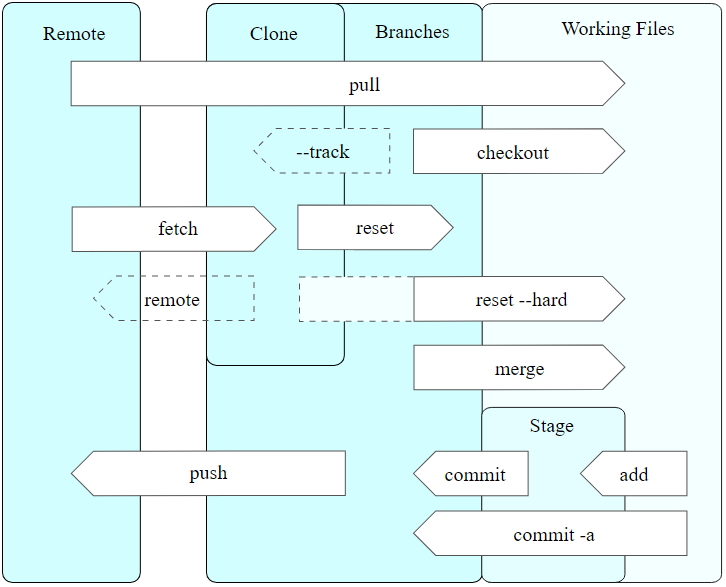 Remote
Clone
Branches
Working Files
pull
--track
checkout
fetch
reset
remote
reset --hard
merge
Stage
push
commit
add
commit -a